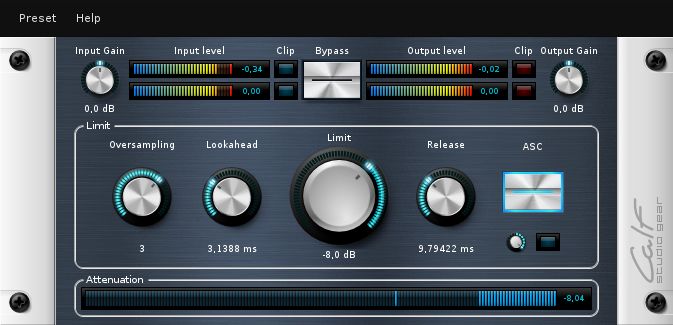 Preset Help
Input Gain Input level Clip Bypass Output level Clip Output Gain
-0,34 -0,02
0,00 0,00
0,0 dB 0,0 dB
Limit
Oversampling Lookahead Limit Release ASC
3 3,1388 ms -8,0 dB 9,79422 ms
Calf
studio gear
Attenuation
-8,04